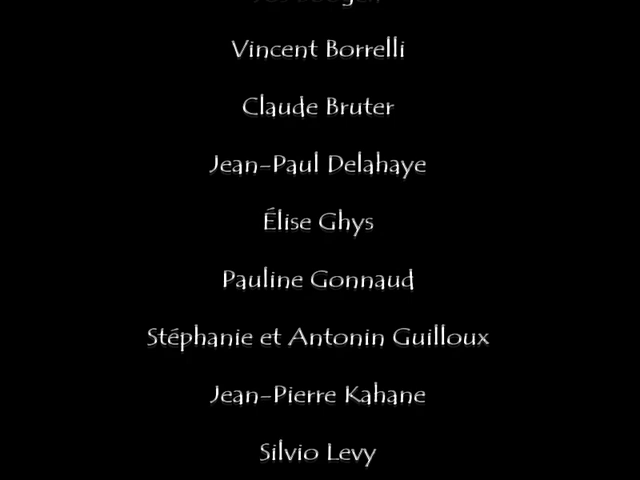 Vincent Borrelli
Claude Bruter
Jean-Paul Delahaye
Élise Ghys
Pauline Gonnaud
Stéphanie et Antonin Guilloux
Jean-Pierre Kahane
Silvio Levy